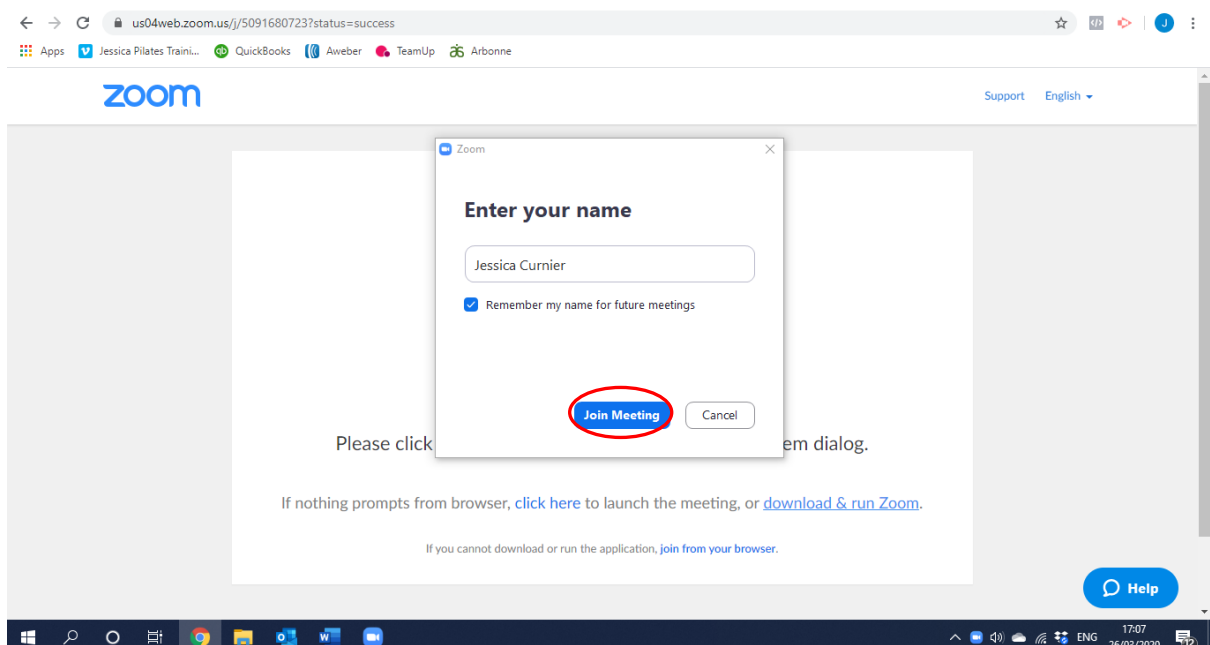 us04web.zoom.us/j/5091680723?status=success
J
Apps Jessica Pilates Traini... QuickBooks Aweber TeamUp Arbonne
zoom
Support English
Zoom
Enter your name
Jessica Curnier
Remember my name for future meetings
Join Meeting Cancel
Please click em dialog.
If nothing prompts from browser, click here to launch the meeting, or download & run Zoom.
If you cannot download or run the application, join from your browser.
Help
ENG 17:07
26/03/2020